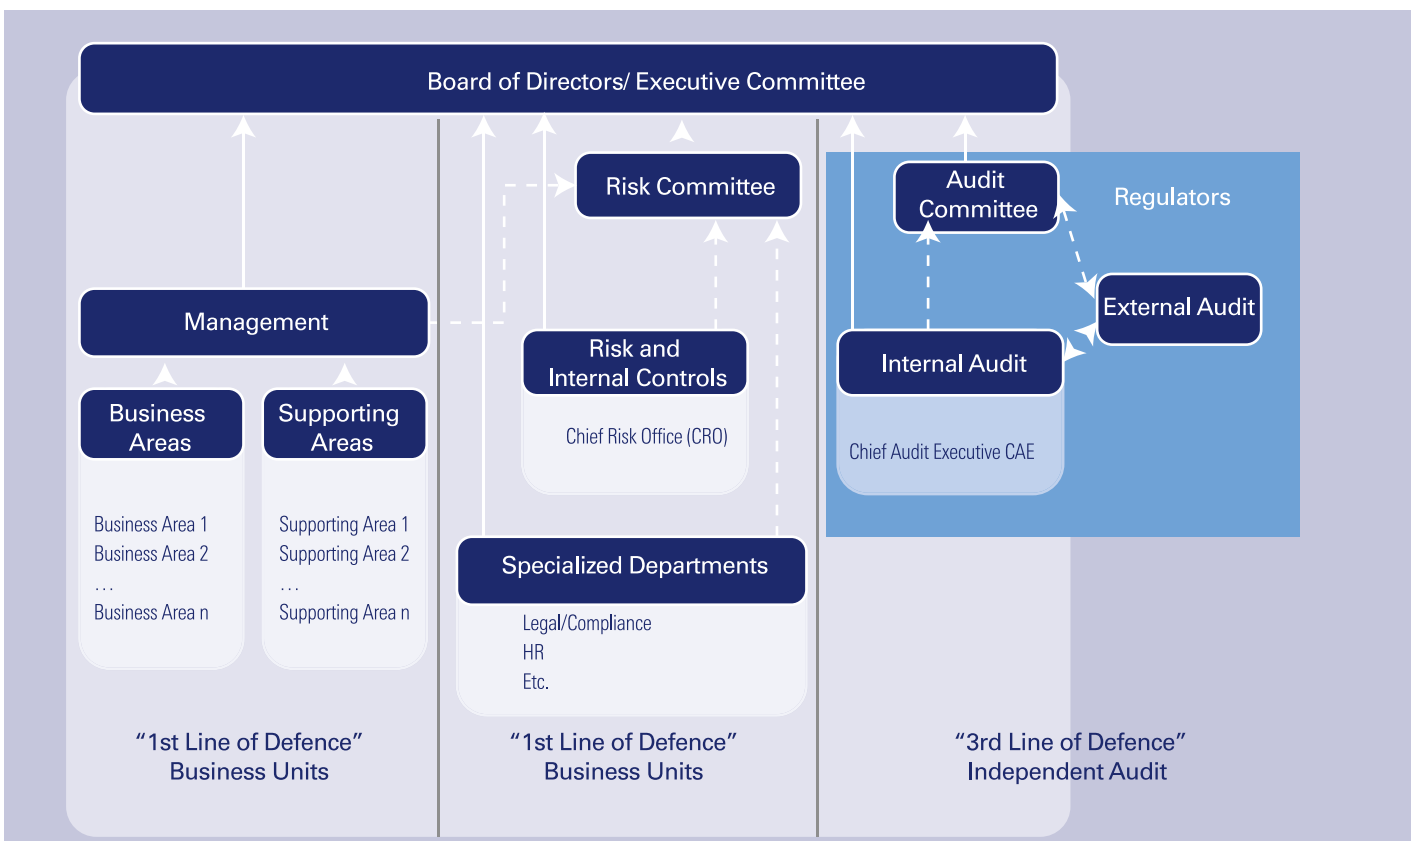 Board of Directors/ Executive Committee
Risk Committee
Audit
Committee
Regulators
Management
External Audit
Risk and
Internal Controls
Internal Audit
Business
Areas
Supporting
Areas
Chief Risk Office (CRO)
Chief Audit Executive CAE
Business Area 1
Business Area 2
...
Business Area n
Supporting Area 1
Supporting Area 2
...
Supporting Area n
Specialized Departments
Legal/Compliance
HR
Etc.
“1st Line of Defence”
Business Units
“1st Line of Defence”
Business Units
“3rd Line of Defence”
Independent Audit